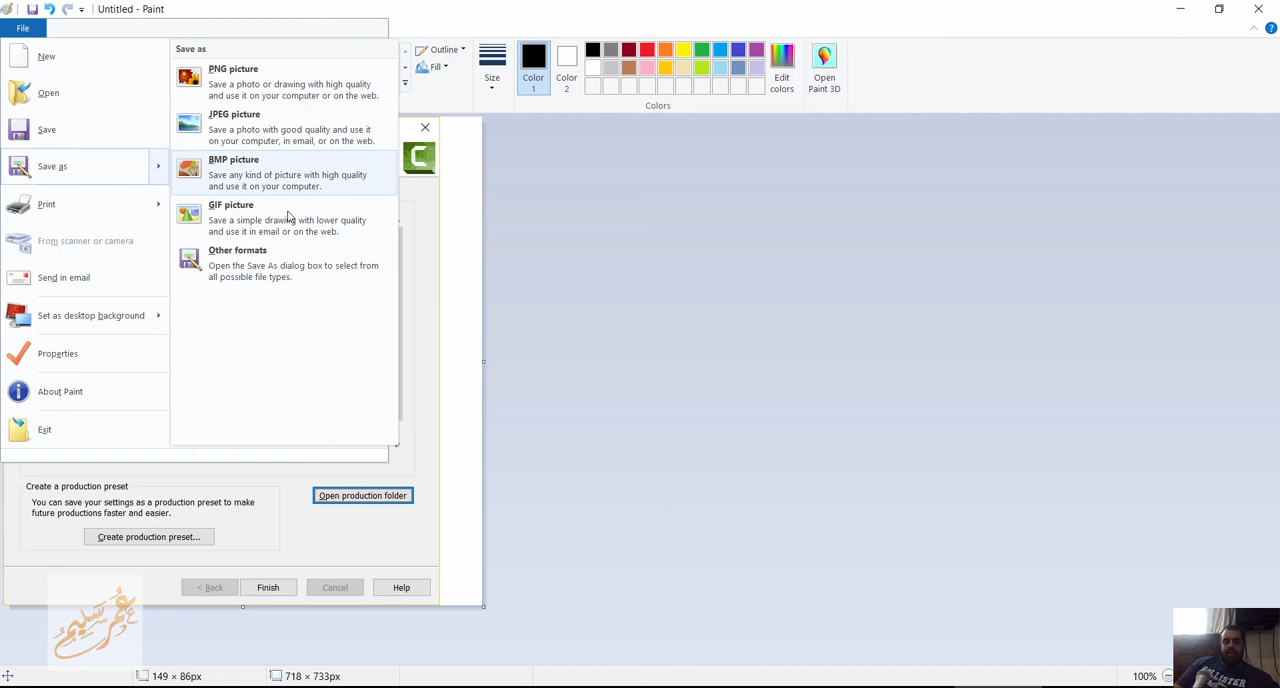 Untitled - Paint
File
Outline
Fill
Size
Color 1
Color 2
Edit colors
Open Paint 3D
Colors
New
Open
Save
Save as
Print
From scanner or camera
Send in email
Set as desktop background
Properties
About Paint
Exit
Save as
PNG picture
Save a photo or drawing with high quality
and use it on your computer or on the web.
JPEG picture
Save a photo with good quality and use it
on your computer, in email, or on the web.
BMP picture
Save any kind of picture with high quality
and use it on your computer.
GIF picture
Save a simple drawing with lower quality
and use it in email or on the web.
Other formats
Open the Save As dialog box to select from
all possible file types.
Create a production preset
You can save your settings as a production preset to make
future productions faster and easier.
Create production preset...
Open production folder
< Back
Finish
Cancel
Help
عمر سليم
149 × 86px
718 × 733px
100%
HOLLISTER